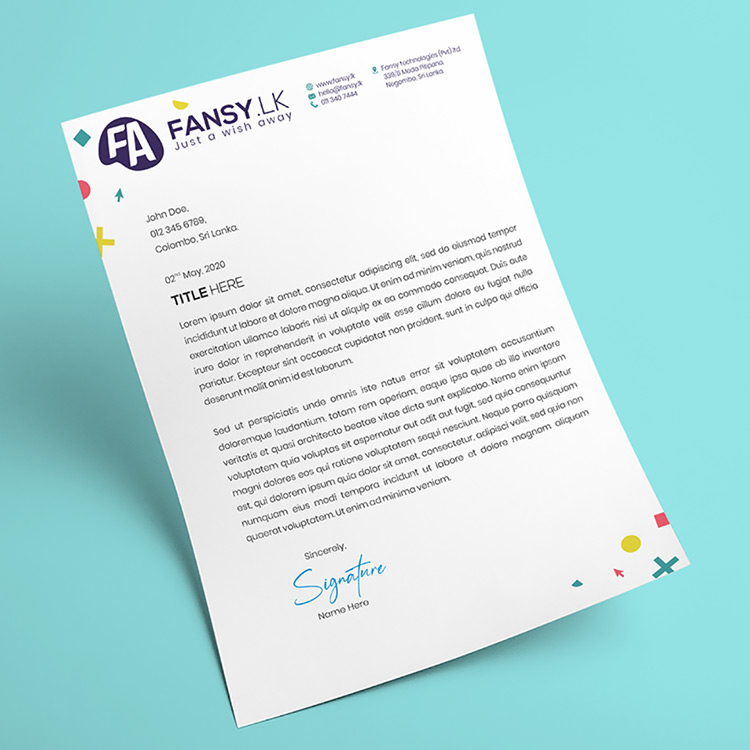 FA
FANSY.LK
Just a wish away
www.fansy.lk
hello@fansy.lk
011 340 7444
Fansy technologies (Pvt) ltd.
339/9 Mada Pitipana.
Negombo, Sri Lanka.
John Doe,
012 345 6789,
Colombo, Sri Lanka.
02nd May, 2020
TITLE HERE
Lorem ipsum dolor sit amet, consectetur adipiscing elit, sed do eiusmod tempor
incididunt ut labore et dolore magna aliqua. Ut enim ad minim veniam, quis nostrud
exercitation ullamco laboris nisi ut aliquip ex ea commodo consequat. Duis aute
irure dolor in reprehenderit in voluptate velit esse cillum dolore eu fugiat nulla
pariatur. Excepteur sint occaecat cupidatat non proident, sunt in culpa qui officia
deserunt mollit anim id est laborum.
Sed ut perspiciatis unde omnis iste natus error sit voluptatem accusantium
doloremque laudantium, totam rem aperiam, eaque ipsa quae ab illo inventore
veritatis et quasi architecto beatae vitae dicta sunt explicabo. Nemo enim ipsam
voluptatem quia voluptas sit aspernatur aut odit aut fugit, sed quia consequuntur
magni dolores eos qui ratione voluptatem sequi nesciunt. Neque porro quisquam
est, qui dolorem ipsum quia dolor sit amet, consectetur, adipisci velit, sed quia non
numquam eius modi tempora incidunt ut labore et dolore magnam aliquam
quaerat voluptatem. Ut enim ad minima veniam.
Sincerely,
Signature
Name Here